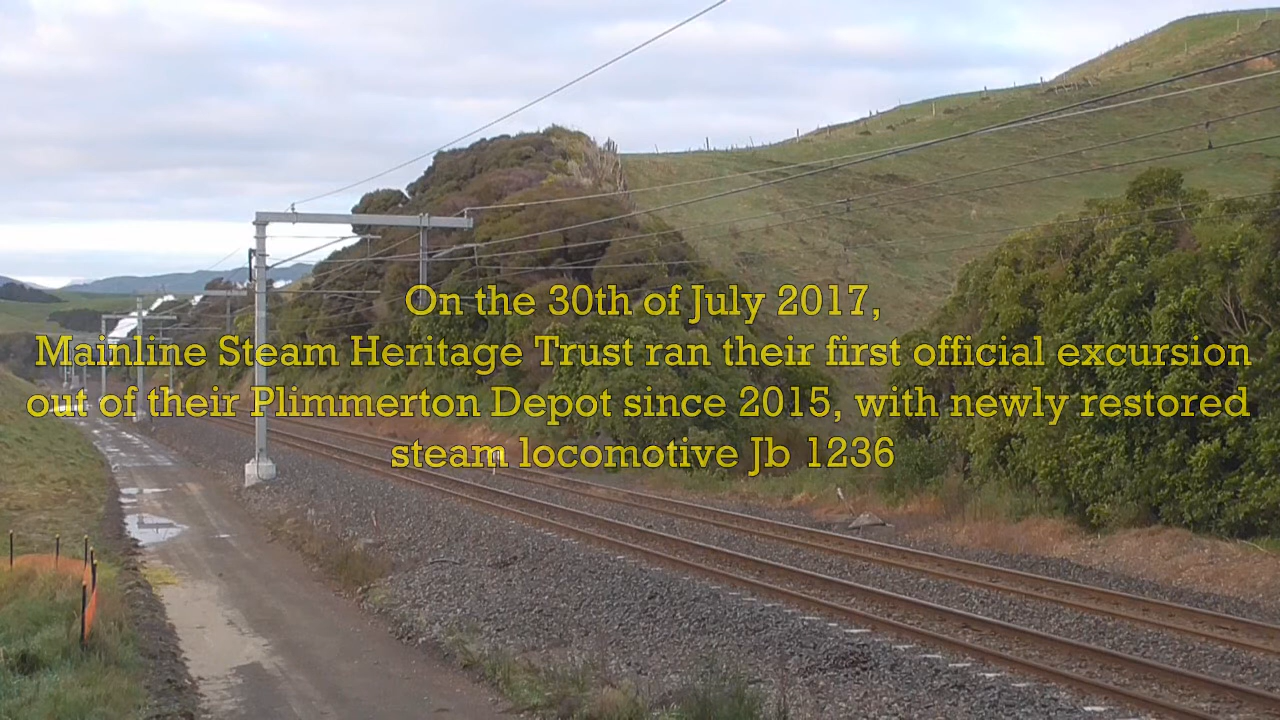 On the 30th of July 2017,
Mainline Steam Heritage Trust ran their first official excursion
out of their Plimmerton Depot since 2015, with newly restored
steam locomotive Jb 1236